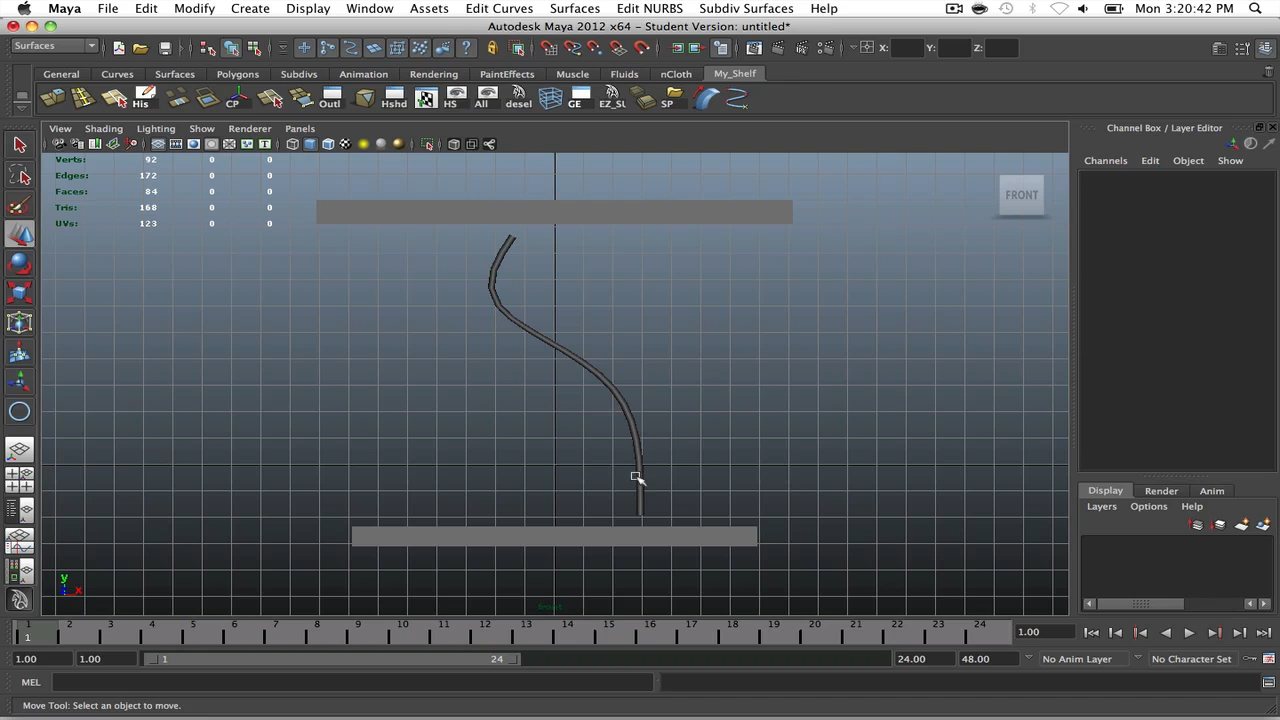 Maya File Edit Modify Create Display Window Assets Edit Curves Surfaces Edit NURBS Subdiv Surfaces Help Mon 3:20:42 PM
Autodesk Maya 2012 x64 - Student Version: untitled*
Surfaces X: Y: Z:
General Curves Surfaces Polygons Subdivs Animation Rendering PaintEffects Muscle Fluids nCloth My_Shelf
His CP Outl Hshd HS All desel GE EZ_SL SP
View Shading Lighting Show Renderer Panels
Channel Box / Layer Editor
Channels Edit Object Show
Verts: 92 0 0
Edges: 172 0 0
Faces: 84 0 0
Tris: 168 0 0
UVs: 123 0 0
FRONT
Display Render Anim
Layers Options Help
y
x
front
1 2 3 4 5 6 7 8 9 10 11 12 13 14 15 16 17 18 19 20 21 22 23 24
1 1.00
1.00 1.00 1 24 24.00 48.00 No Anim Layer No Character Set
MEL
Move Tool: Select an object to move.